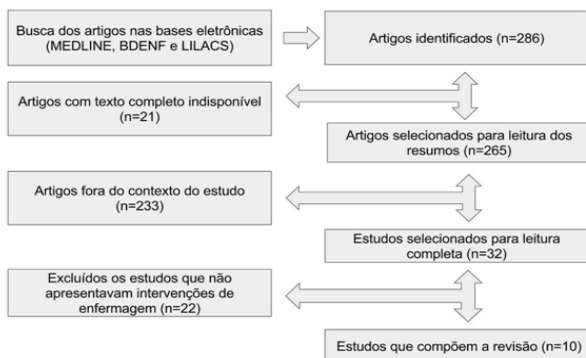 Busca dos artigos nas bases eletrônicas
(MEDLINE, BDENF e LILACS)
Artigos identificados (n=286)
Artigos com texto completo indisponível
(n=21)
Artigos selecionados para leitura dos
resumos (n=265)
Artigos fora do contexto do estudo
(n=233)
Estudos selecionados para leitura
completa (n=32)
Excluídos os estudos que não
apresentavam intervenções de
enfermagem (n=22)
Estudos que compõem a revisão (n=10)